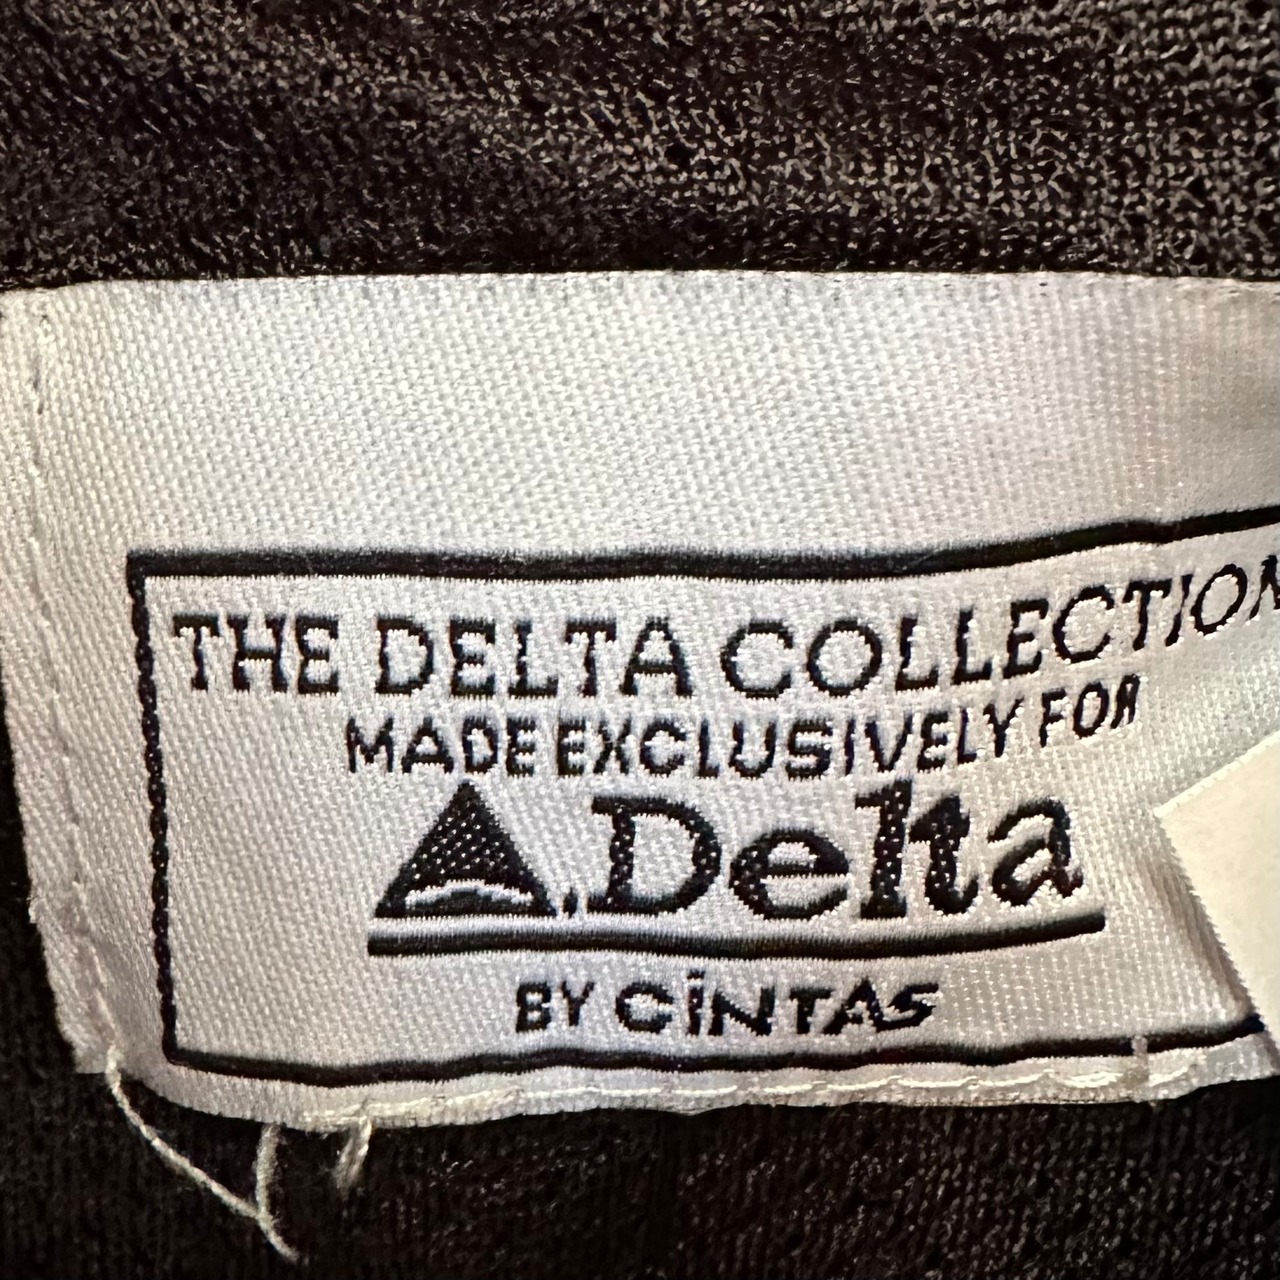 THE DELTA COLLECTION
MADE EXCLUSIVELY FOR
Delta
BY CiNTAS